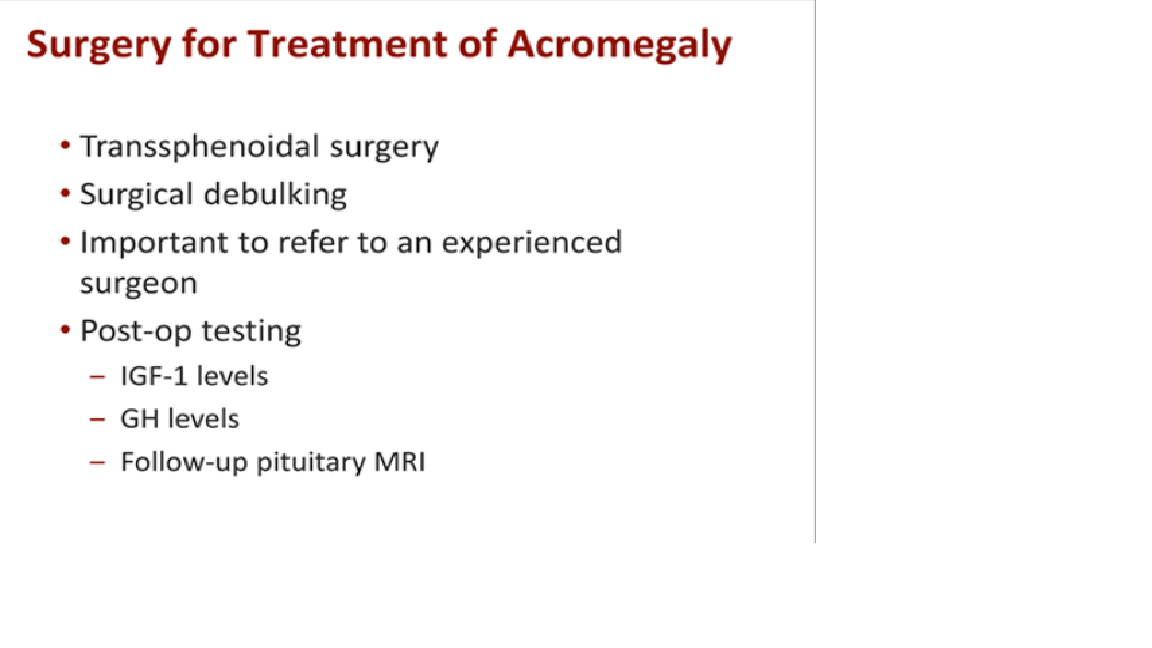 Surgery for Treatment of Acromegaly
• Transsphenoidal surgery
• Surgical debulking
• Important to refer to an experienced
surgeon
• Post-op testing
– IGF-1 levels
– GH levels
– Follow-up pituitary MRI